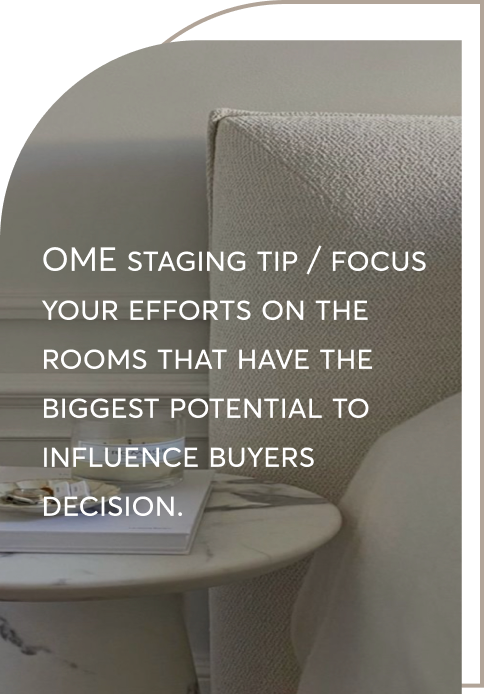 OME STAGING TIP / FOCUS
YOUR EFFORTS ON THE
ROOMS THAT HAVE THE
BIGGEST POTENTIAL TO
INFLUENCE BUYERS
DECISION.